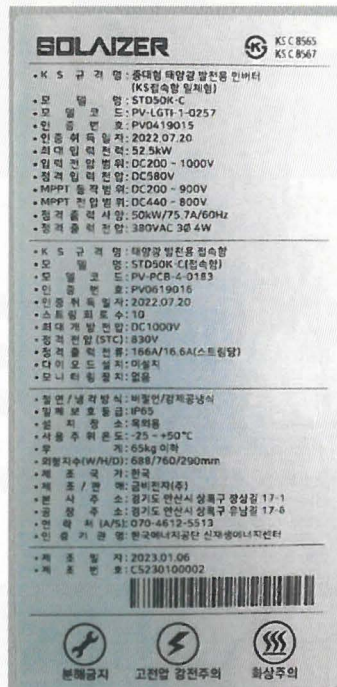 SOLAIZER
KS C 8565
KS C 8567
• K S 규 격 명 : 중대형 태양광 발전용 인버터
(KS접속함 일체형)
• 모 델 명 : STD50K-C
• 모 델 코 드 : PV-LGTI-1-0257
• 인 증 번 호 : PV0419015
• 인증 취득 일자 : 2022.07.20
• 최대 입력 전력 : 52.5kW
• 입력 전압 범위 : DC200 ~ 1000V
• 정격 입력 전압 : DC580V
• MPPT 동작 범위 : DC200 ~ 900V
• MPPT 전압 범위 : DC440 ~ 800V
• 정격 출력 사양 : 50kW/75.7A/60Hz
• 정격 출력 전압 : 380VAC 3Ø 4W
• K S 규 격 명 : 태양광 발전용 접속함
• 모 델 명 : STD50K-C(접속함)
• 모 델 코 드 : PV-PCB-4-0183
• 인 증 번 호 : PV0619016
• 인증 취득 일자 : 2022.07.20
• 스트링 회로 수 : 10
• 최대 개방 전압 : DC1000V
• 정격 전압 (STC) : 830V
• 정격 출력 전류 : 166A/16.6A(스트링당)
• 다이오드 설치 : 미설치
• 모니터링 장치 : 없음
• 절연/냉각 방식 : 비절연/강제공냉식
• 밀폐 보호 등급 : IP65
• 설 치 장 소 : 옥외용
• 사용 주위 온도 : -25 ~ +50℃
• 무 게 : 65kg 이하
• 외형치수(W/H/D) : 688/760/290mm
• 제 조 국 가 : 한국
• 제 조 / 판 매 : 금비전자(주)
• 본 사 주 소 : 경기도 안산시 상록구 장상길 17-1
• 공 장 주 소 : 경기도 안산시 상록구 유남길 17-6
• 연 락 처 (A/S) : 070-4612-5513
• 인 증 기 관 명 : 한국에너지공단 신재생에너지센터
• 제 조 일 자 : 2023.01.06
• 제 조 번 호 : CS230100002
분해금지 고전압 감전주의 화상주의